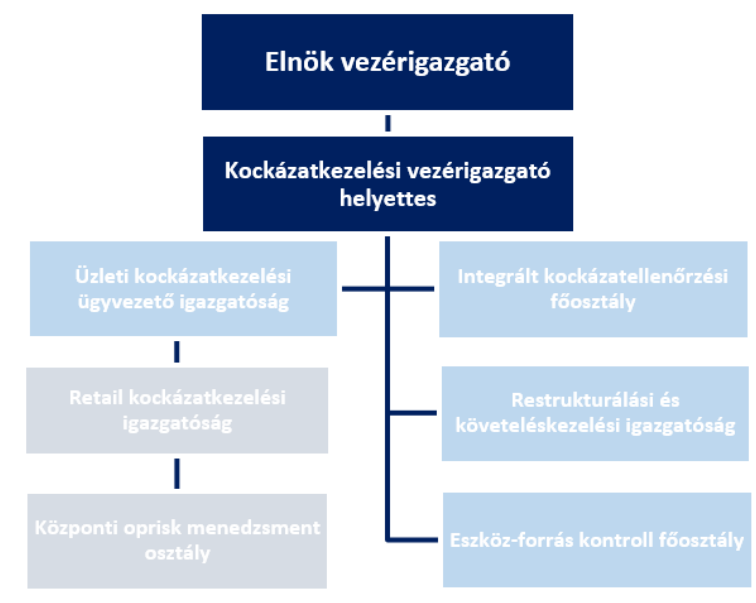 Elnök vezérigazgató
Kockázatkezelési vezérigazgató
helyettes
Üzleti kockázatkezelési
ügyvezető igazgatóság
Integrált kockázatellenőrzési
főosztály
Retail kockázatkezelési
igazgatóság
Restrukturálási és
követeléskezelési igazgatóság
Központi oprisk menedzsment
osztály
Eszköz-forrás kontroll főosztály